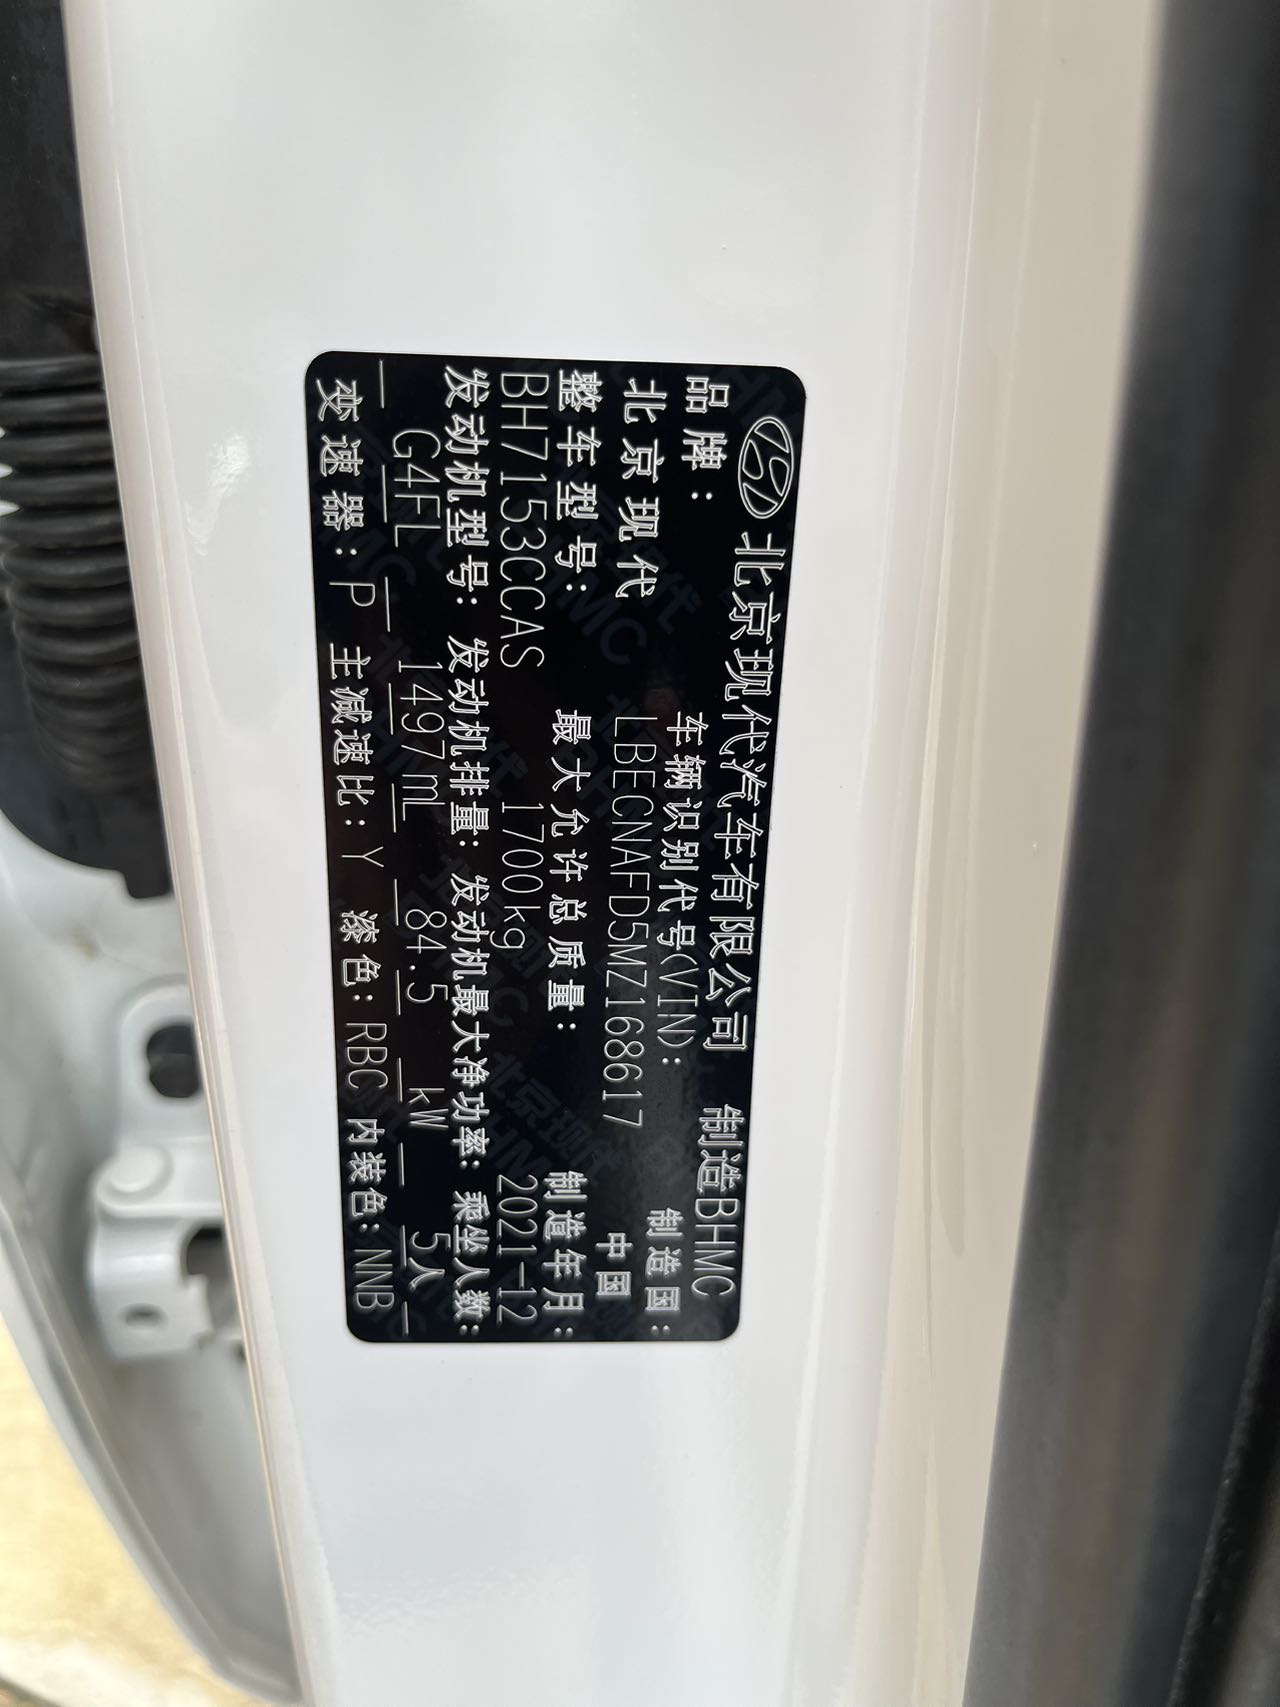 北京现代汽车有限公司 制造BHMC
品牌: 车辆识别代号(VIN): 制造国:
北京现代 LBECNAFD5MZ168617 中国
整车型号: 最大允许总质量: 制造年月:
BH7153CCAS 1700kg 2021-12
发动机型号: 发动机排量: 发动机最大净功率: 乘坐人数:
G4FL 1497mL 84.5 kW 5人
变速器: P 主减速比: Y 漆色: RBC 内装色: NNB